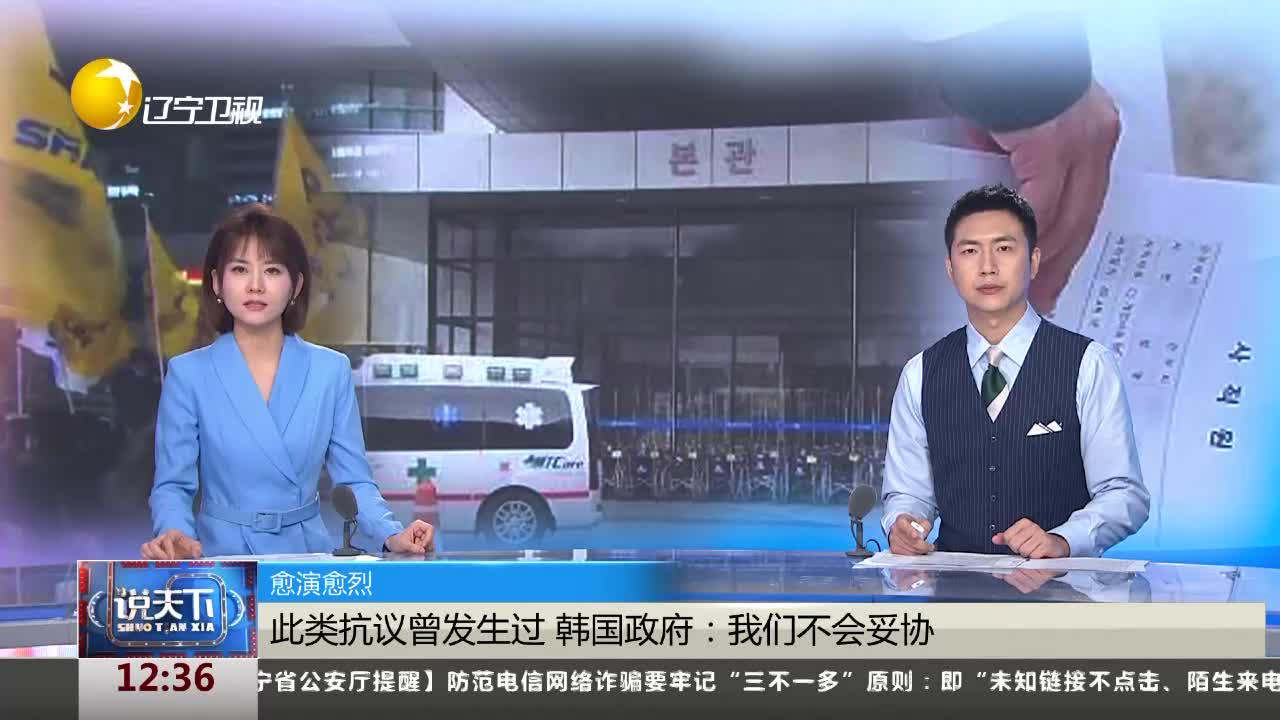 辽宁卫视
본관
사직원
说天下
SHUO TIAN XIA
愈演愈烈
此类抗议曾发生过 韩国政府：我们不会妥协
12:36
宁省公安厅提醒】防范电信网络诈骗要牢记“三不一多”原则：即“未知链接不点击、陌生来电